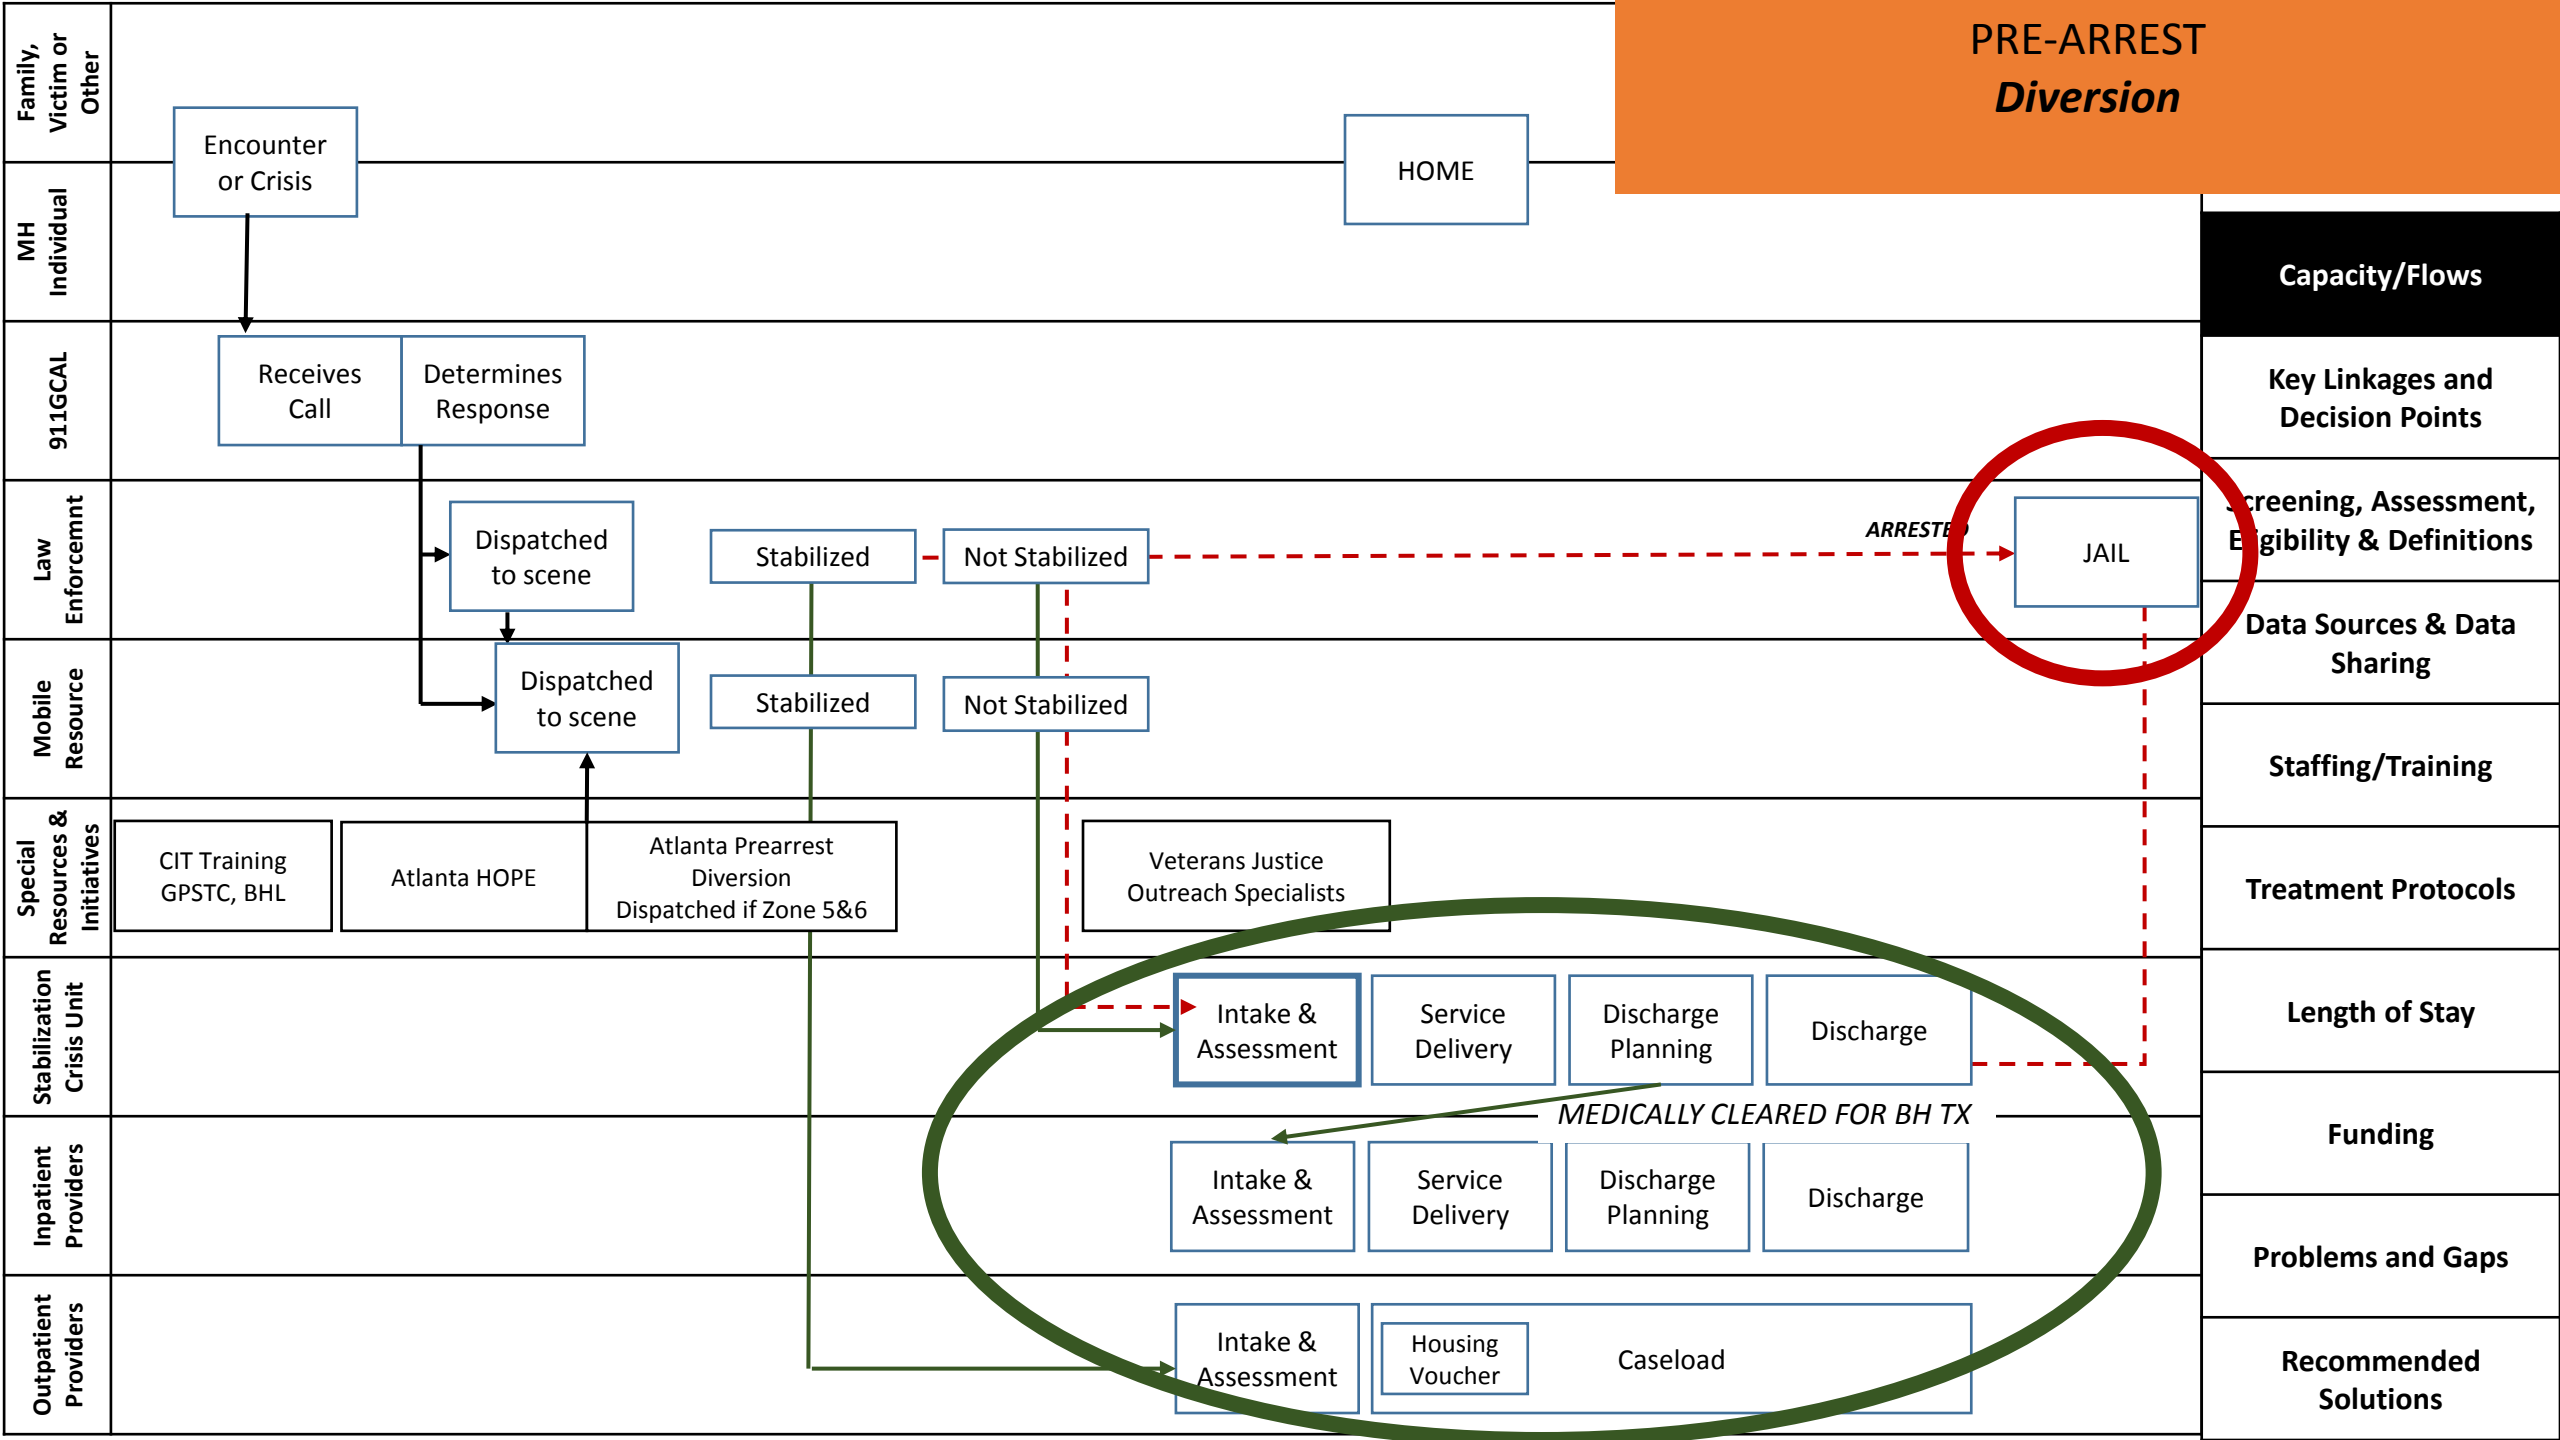 PRE-ARREST
Diversion
Family,
Victim or
Other
MH
Individual
911GCAL
Law
Enforcemnt
Mobile
Resource
Special
Resources &
Initiatives
Stabilization
Crisis Unit
Inpatient
Providers
Outpatient
Providers
Encounter
or Crisis
HOME
Receives
Call
Determines
Response
Dispatched
to scene
Stabilized
Not Stabilized
ARRESTED
JAIL
Dispatched
to scene
Stabilized
Not Stabilized
CIT Training
GPSTC, BHL
Atlanta HOPE
Atlanta Prearrest
Diversion
Dispatched if Zone 5&6
Veterans Justice
Outreach Specialists
Intake &
Assessment
Service
Delivery
Discharge
Planning
Discharge
MEDICALLY CLEARED FOR BH TX
Intake &
Assessment
Service
Delivery
Discharge
Planning
Discharge
Intake &
Assessment
Housing
Voucher
Caseload
Capacity/Flows
Key Linkages and
Decision Points
Screening, Assessment,
Eligibility & Definitions
Data Sources & Data
Sharing
Staffing/Training
Treatment Protocols
Length of Stay
Funding
Problems and Gaps
Recommended
Solutions